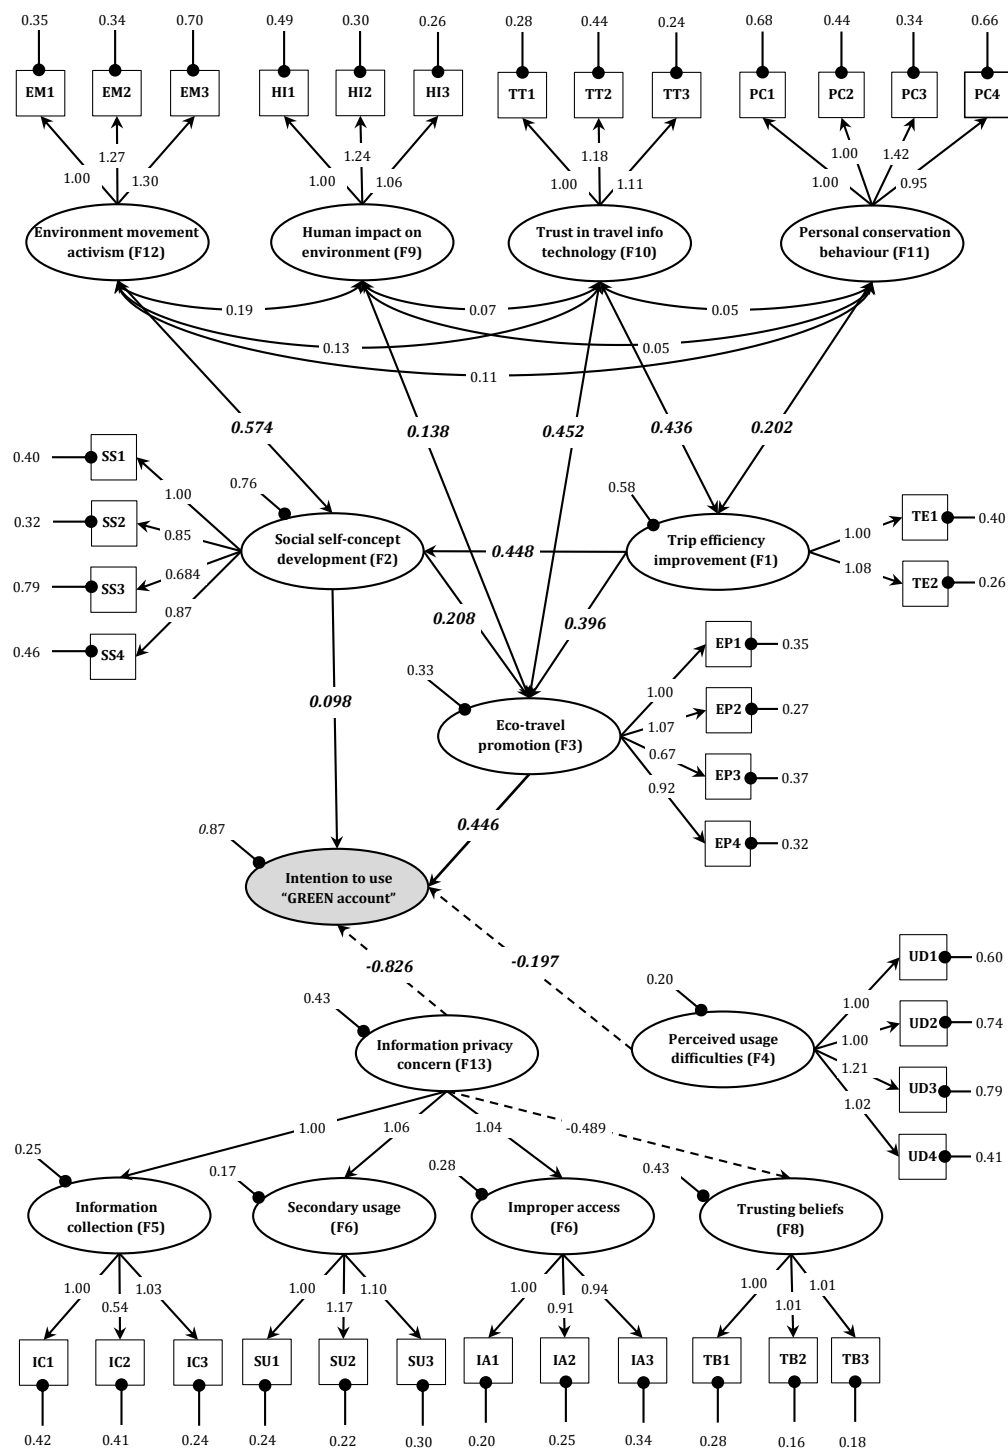 0.35 0.34 0.70 0.49 0.30 0.26 0.28 0.44 0.24 0.68 0.44 0.34 0.66
EM1 EM2 EM3 HI1 HI2 HI3 TT1 TT2 TT3 PC1 PC2 PC3 PC4
1.27 1.24 1.18 1.00 1.42
1.00 1.30 1.00 1.06 1.00 1.11 1.00 0.95
Environment movement
activism (F12)
Human impact on
environment (F9)
Trust in travel info
technology (F10)
Personal conservation
behaviour (F11)
0.19 0.07 0.05
0.13 0.05
0.11
0.574 0.138 0.452 0.436 0.202
0.40 SS1
0.32 SS2
0.79 SS3
0.46 SS4
1.00
0.85
0.684
0.87
0.76
Social self-concept
development (F2)
0.448
0.58
Trip efficiency
improvement (F1)
1.00
1.08
TE1 0.40
TE2 0.26
0.208 0.396
0.098
0.33
Eco-travel
promotion (F3)
1.00
1.07
0.67
0.92
EP1 0.35
EP2 0.27
EP3 0.37
EP4 0.32
0.446
0.87
Intention to use
“GREEN account”
-0.826 -0.197
0.43
Information privacy
concern (F13)
0.20
Perceived usage
difficulties (F4)
1.00
1.00
1.21
1.02
UD1 0.60
UD2 0.74
UD3 0.79
UD4 0.41
1.00 1.06 1.04 -0.489
0.25 0.17 0.28 0.43
Information
collection (F5)
Secondary usage
(F6)
Improper access
(F6)
Trusting beliefs
(F8)
1.00 0.54 1.03 1.00 1.17 1.10 1.00 0.91 0.94 1.00 1.01 1.01
IC1 IC2 IC3 SU1 SU2 SU3 IA1 IA2 IA3 TB1 TB2 TB3
0.42 0.41 0.24 0.24 0.22 0.30 0.20 0.25 0.34 0.28 0.16 0.18